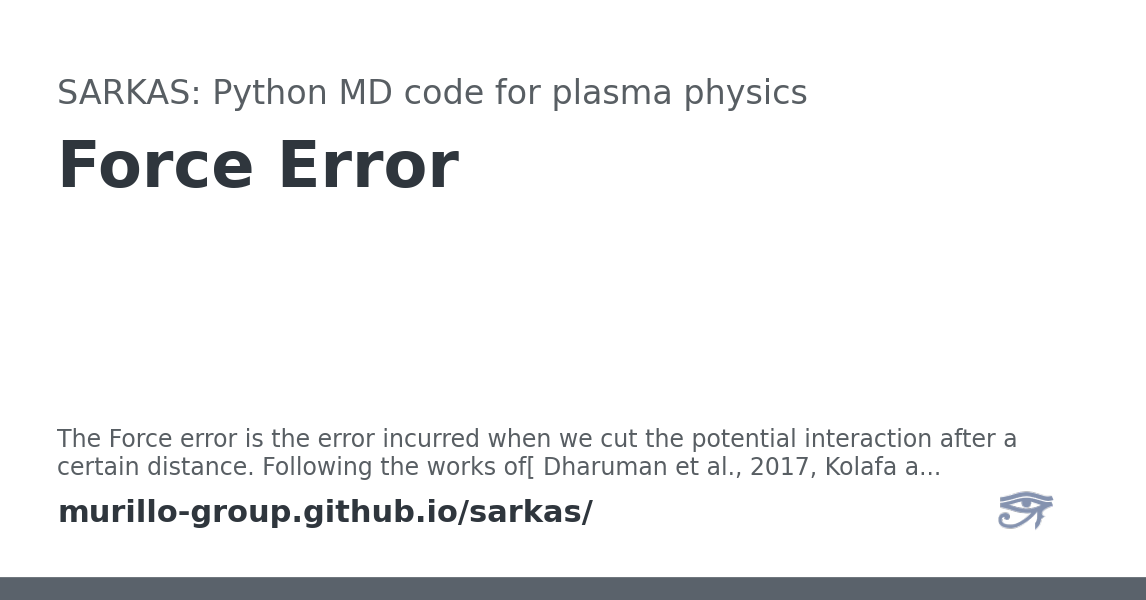 SARKAS: Python MD code for plasma physics
Force Error
The Force error is the error incurred when we cut the potential interaction after a
certain distance. Following the works of[ Dharuman et al., 2017, Kolafa a...
murillo-group.github.io/sarkas/